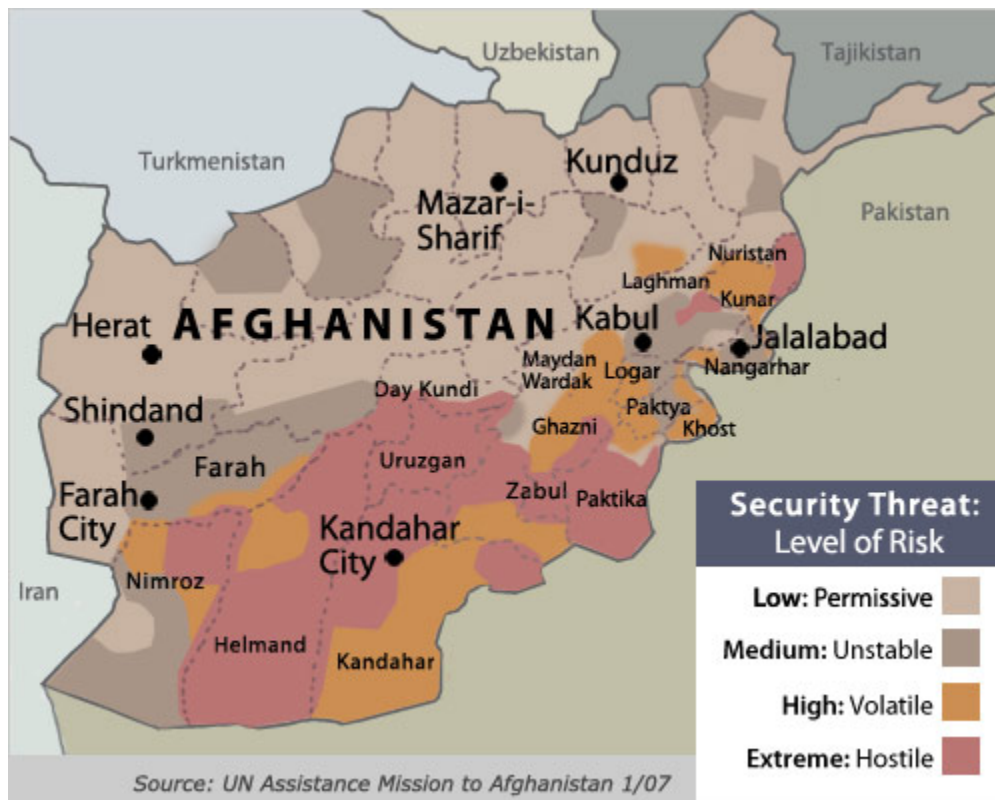 Uzbekistan
Tajikistan
Turkmenistan
Kunduz
Mazar-i-
Sharif
Pakistan
Nuristan
Laghman
Kunar
Herat
AFGHANISTAN
Kabul
Jalalabad
Maydan
Wardak
Logar
Nangarhar
Day Kundi
Shindand
Paktya
Ghazni
Khost
Farah
Uruzgan
Zabul
Paktika
Farah
City
Kandahar
City
Nimroz
Iran
Helmand
Kandahar
Security Threat:
Level of Risk
Low: Permissive
Medium: Unstable
High: Volatile
Extreme: Hostile
Source: UN Assistance Mission to Afghanistan 1/07